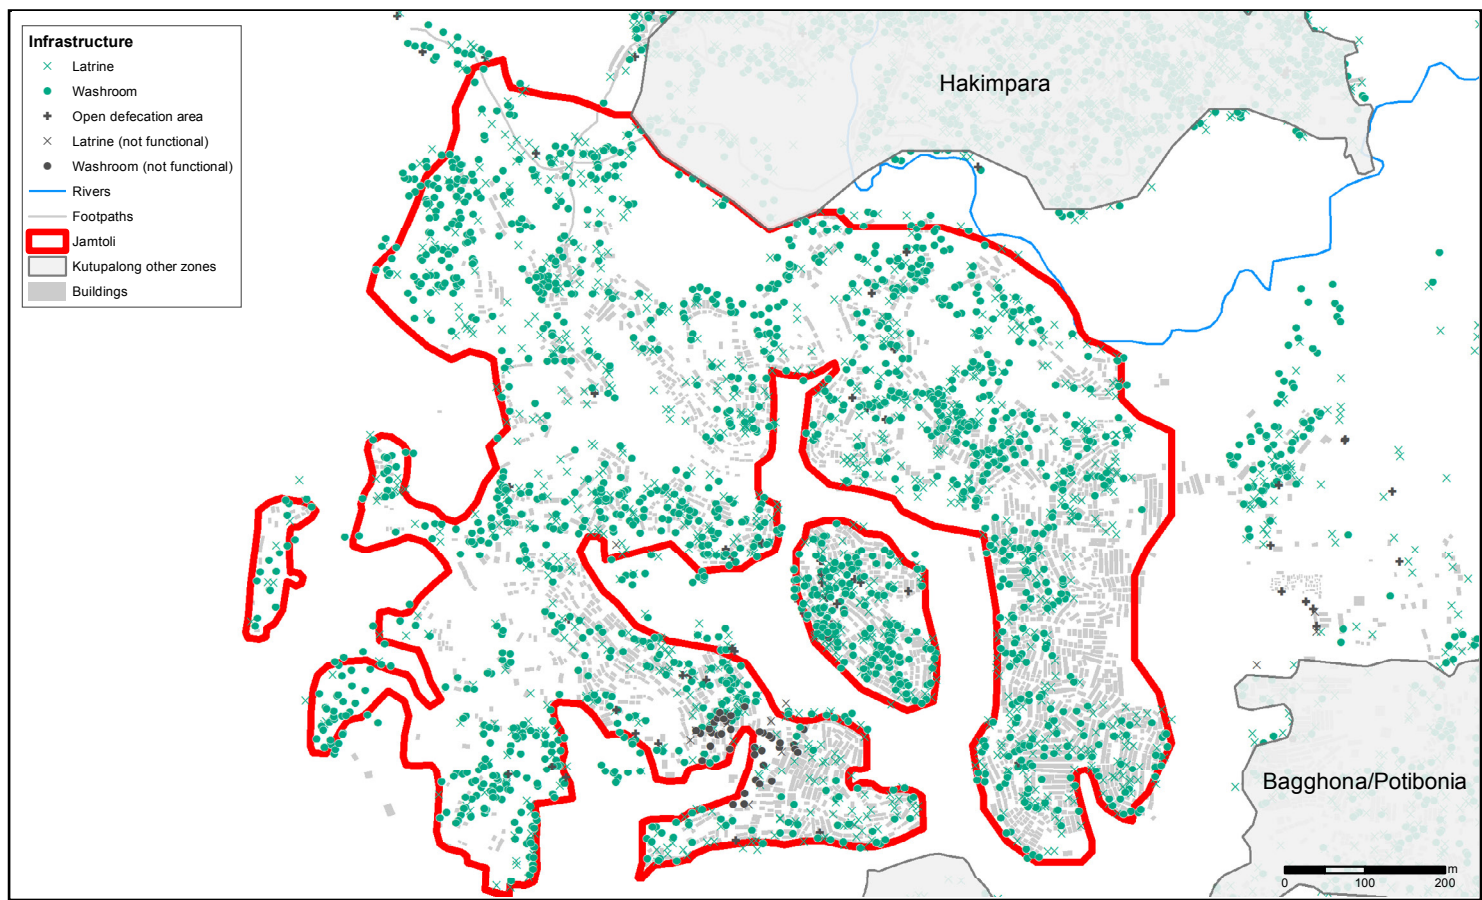 Infrastructure
Latrine
Washroom
Open defecation area
Latrine (not functional)
Washroom (not functional)
Rivers
Footpaths
Jamtoli
Kutupalong other zones
Buildings
Hakimpara
Bagghona/Potibonia
m
0 100 200